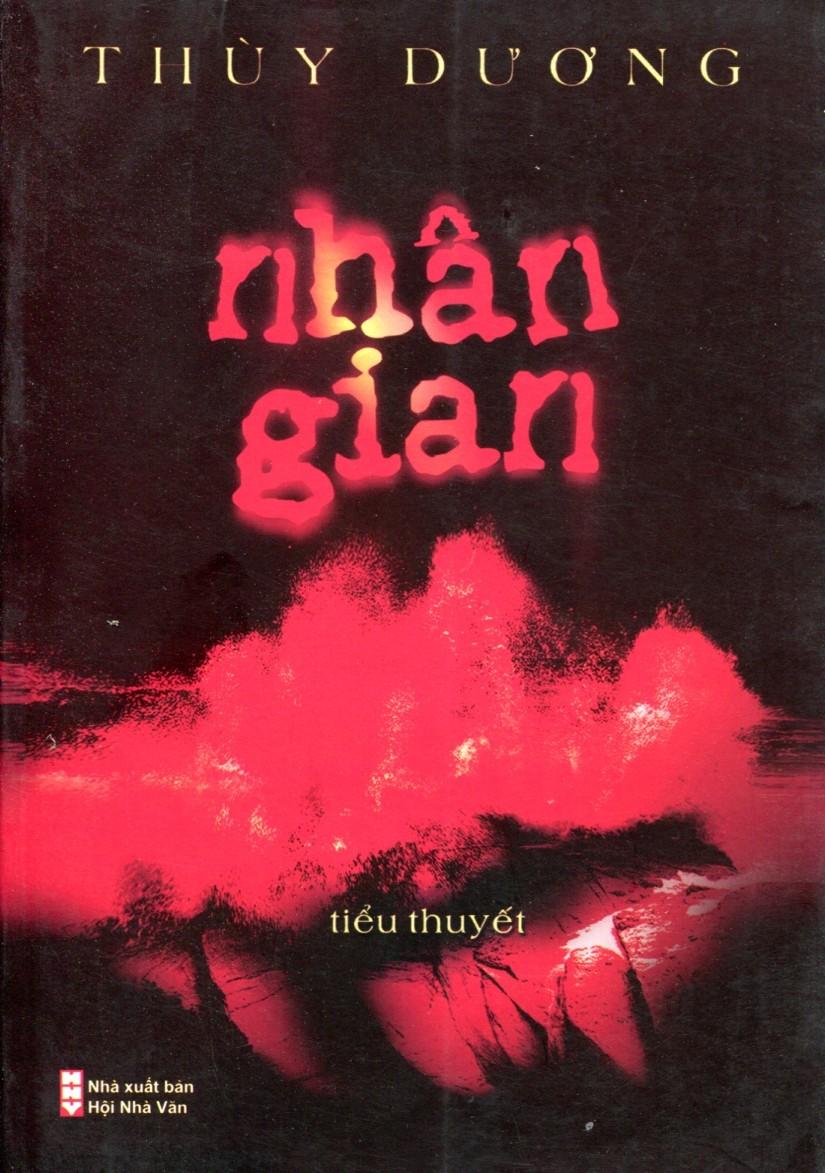 THÙY DƯƠNG
nhân
gian
tiểu thuyết
Nhà xuất bản
Hội Nhà Văn